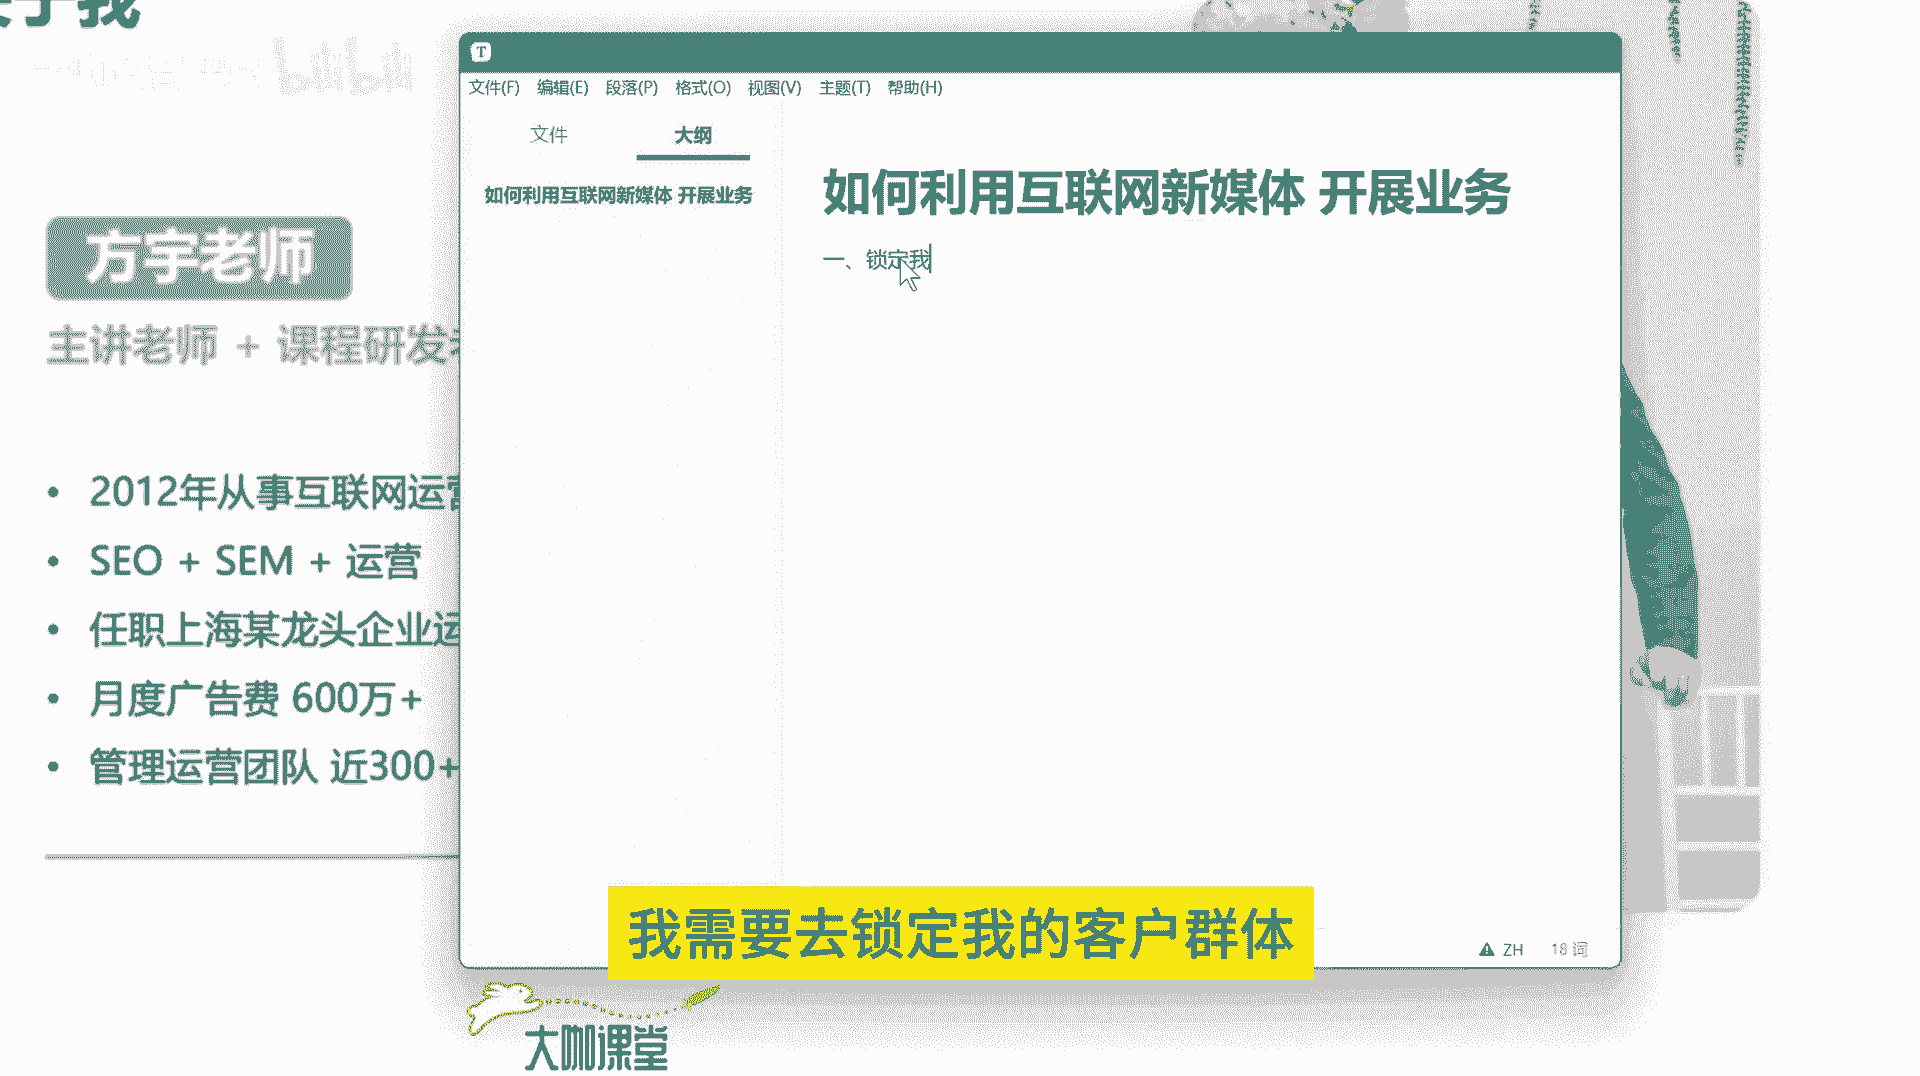 bilibili
方宇老师
主讲老师 + 课程研发
2012年从事互联网运营
SEO + SEM + 运营
任职上海某龙头企业运
月度广告费 600万+
管理运营团队 近300+
文件(F) 编辑(E) 段落(P) 格式(O) 视图(V) 主题(T) 帮助(H)
文件 大纲
如何利用互联网新媒体 开展业务
如何利用互联网新媒体 开展业务
一、锁定我
我需要去锁定我的客户群体
ZH 18 词
大咖课堂